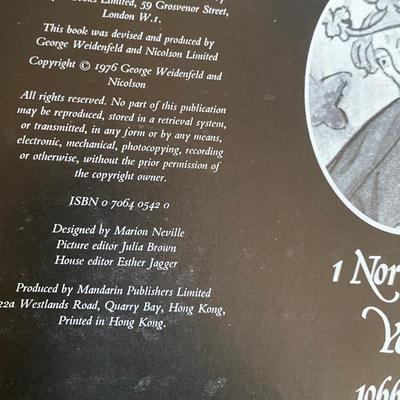 Books Limited, 59 Grosvenor Street,
London W.1.
This book was devised and produced by
George Weidenfeld and Nicolson Limited
Copyright © 1976 George Weidenfeld and
Nicolson
All rights reserved. No part of this publication
may be reproduced, stored in a retrieval system,
or transmitted, in any form or by any means,
electronic, mechanical, photocopying, recording
or otherwise, without the prior permission of
the copyright owner.
ISBN 0 7064 0542 0
Designed by Marion Neville
Picture editor Julia Brown
House editor Esther Jagger
Produced by Mandarin Publishers Limited
22a Westlands Road, Quarry Bay, Hong Kong,
Printed in Hong Kong.
1 Nor
1066